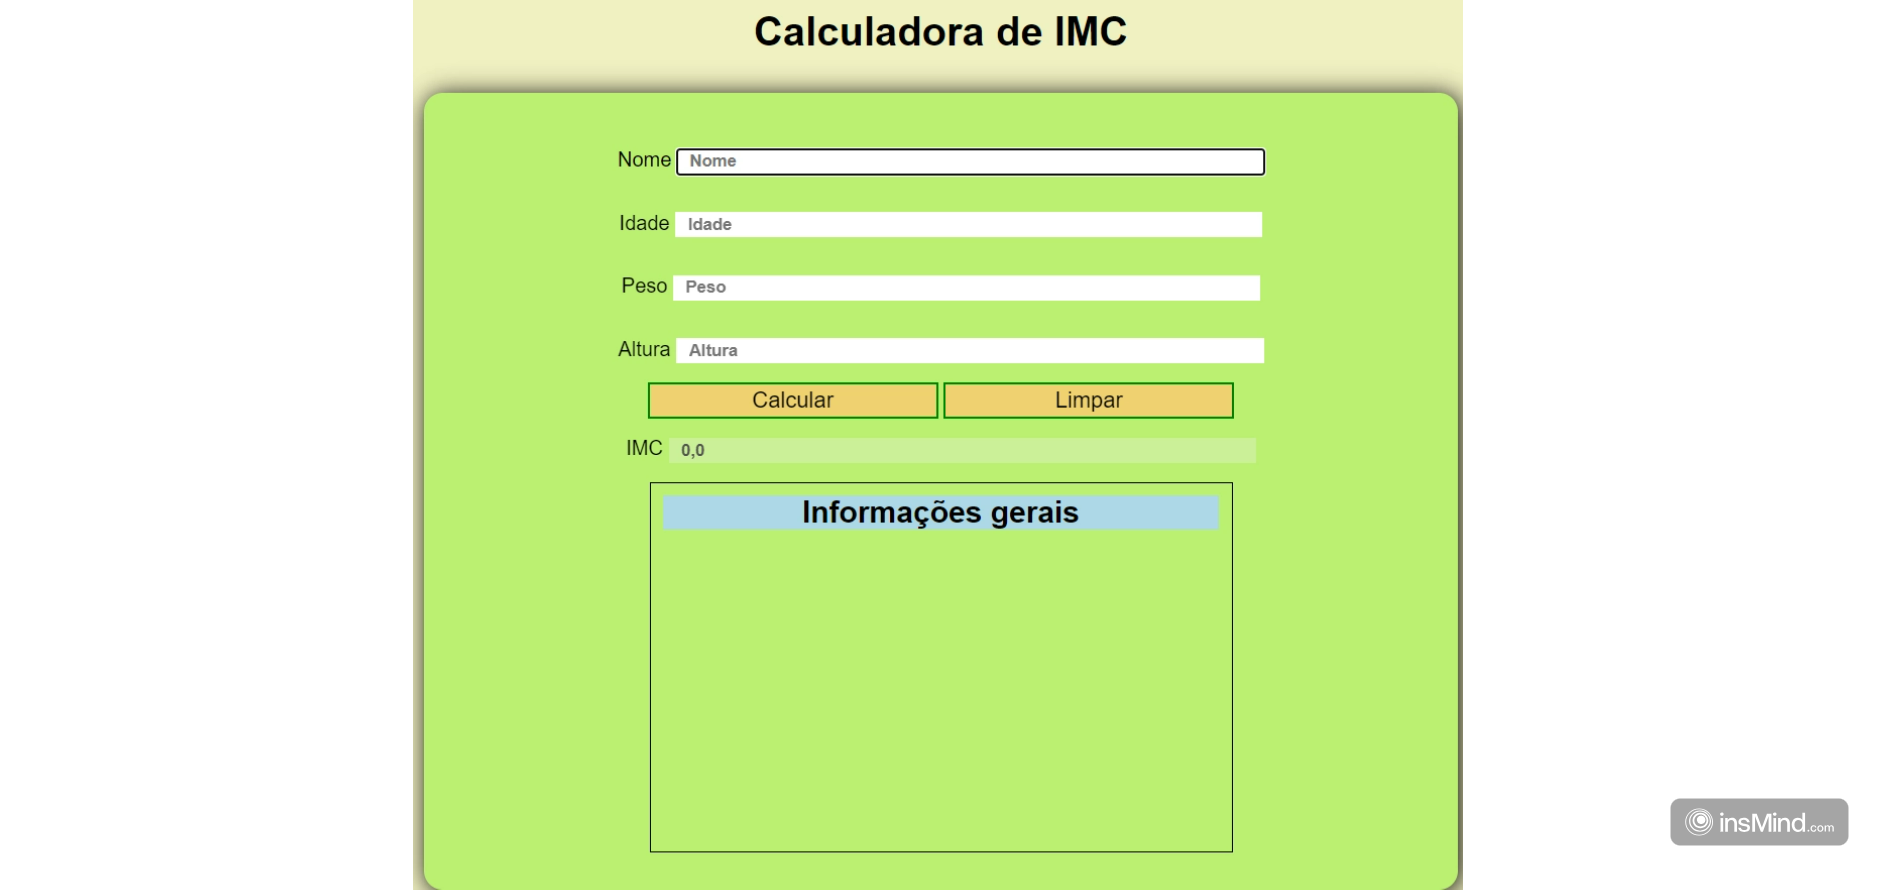 Calculadora de IMC
Nome Nome
Idade Idade
Peso Peso
Altura Altura
Calcular Limpar
IMC 0,0
Informações gerais
insMind.com